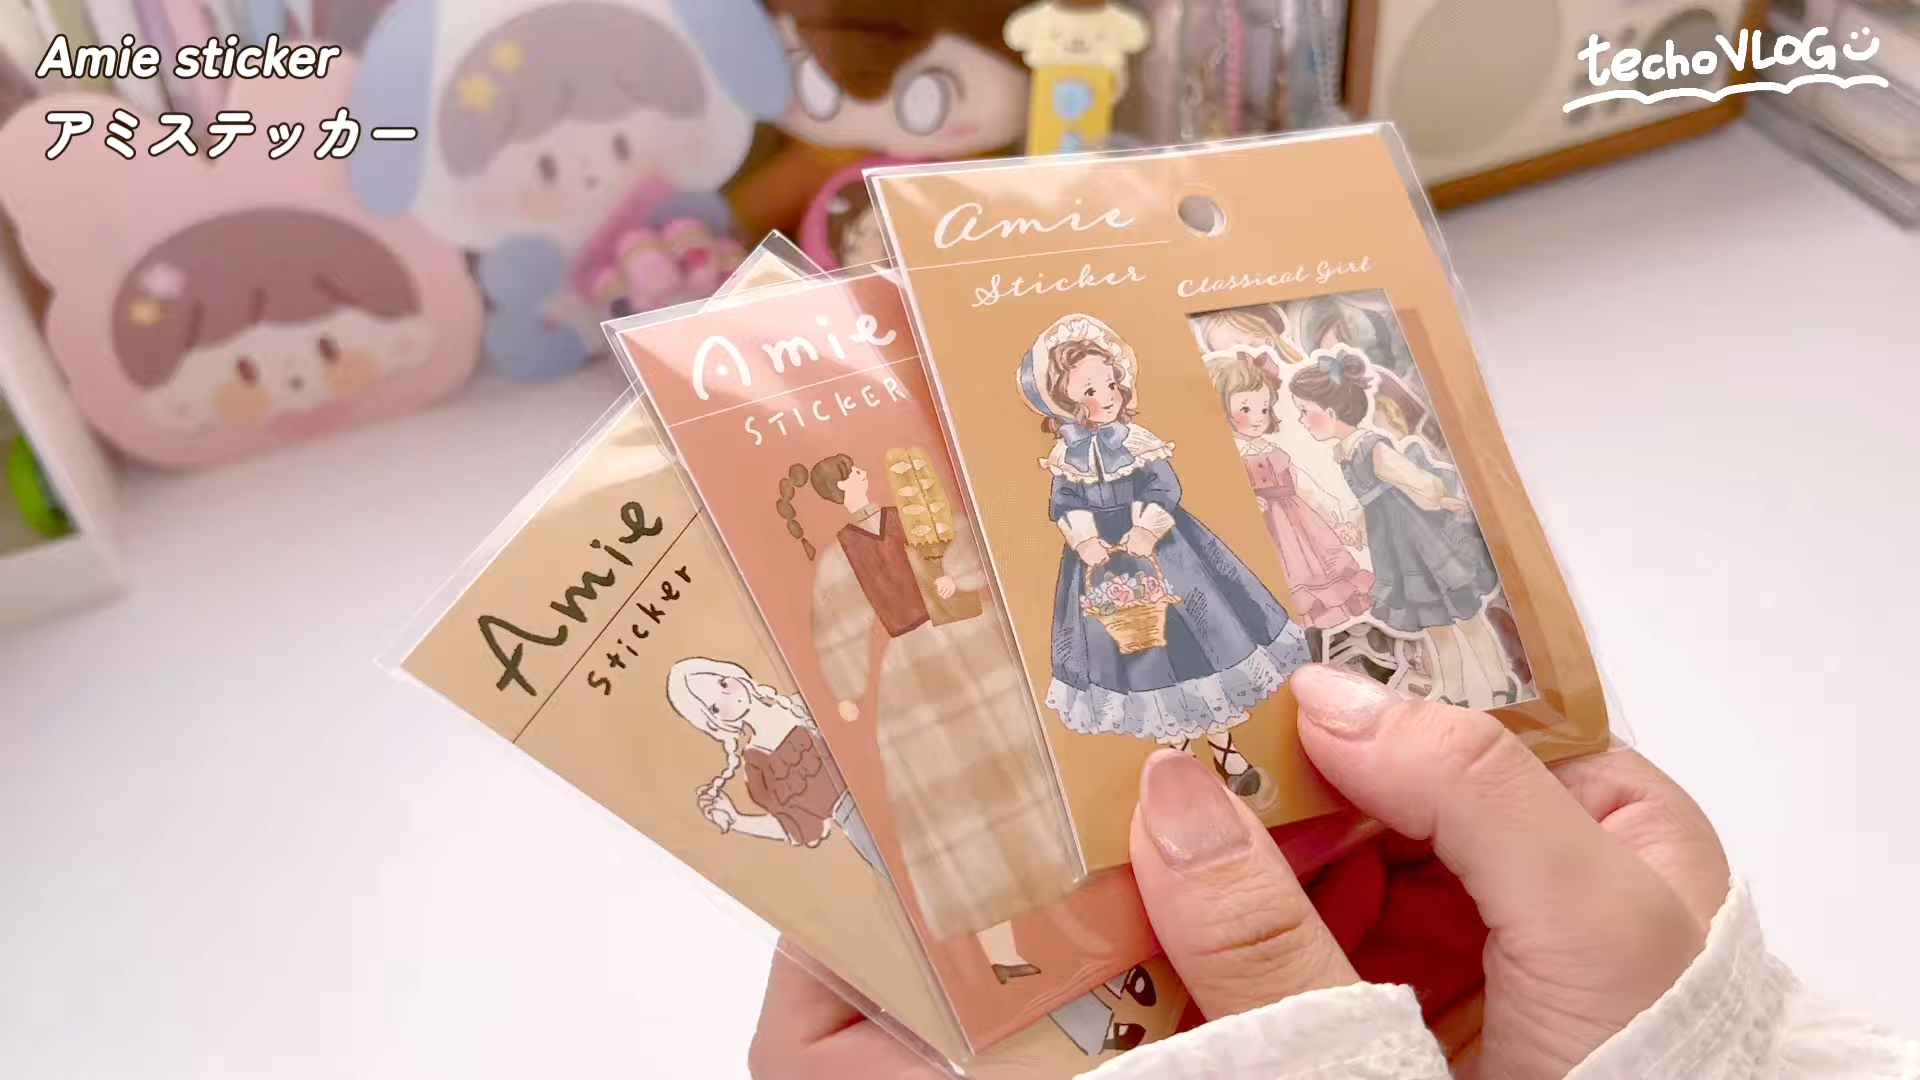 Amie sticker
アミステッカー
techoVLOG
Amie
Sticker
Classical Girl
Amie
STICKER
Amie
sticker